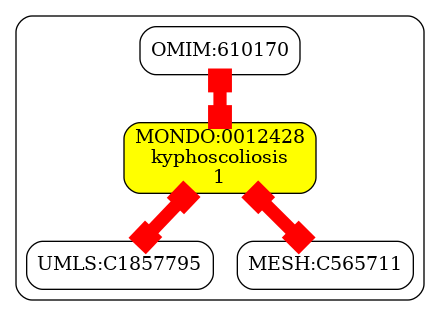 OMIM:610170
MONDO:0012428
kyphoscoliosis
1
UMLS:C1857795
MESH:C565711